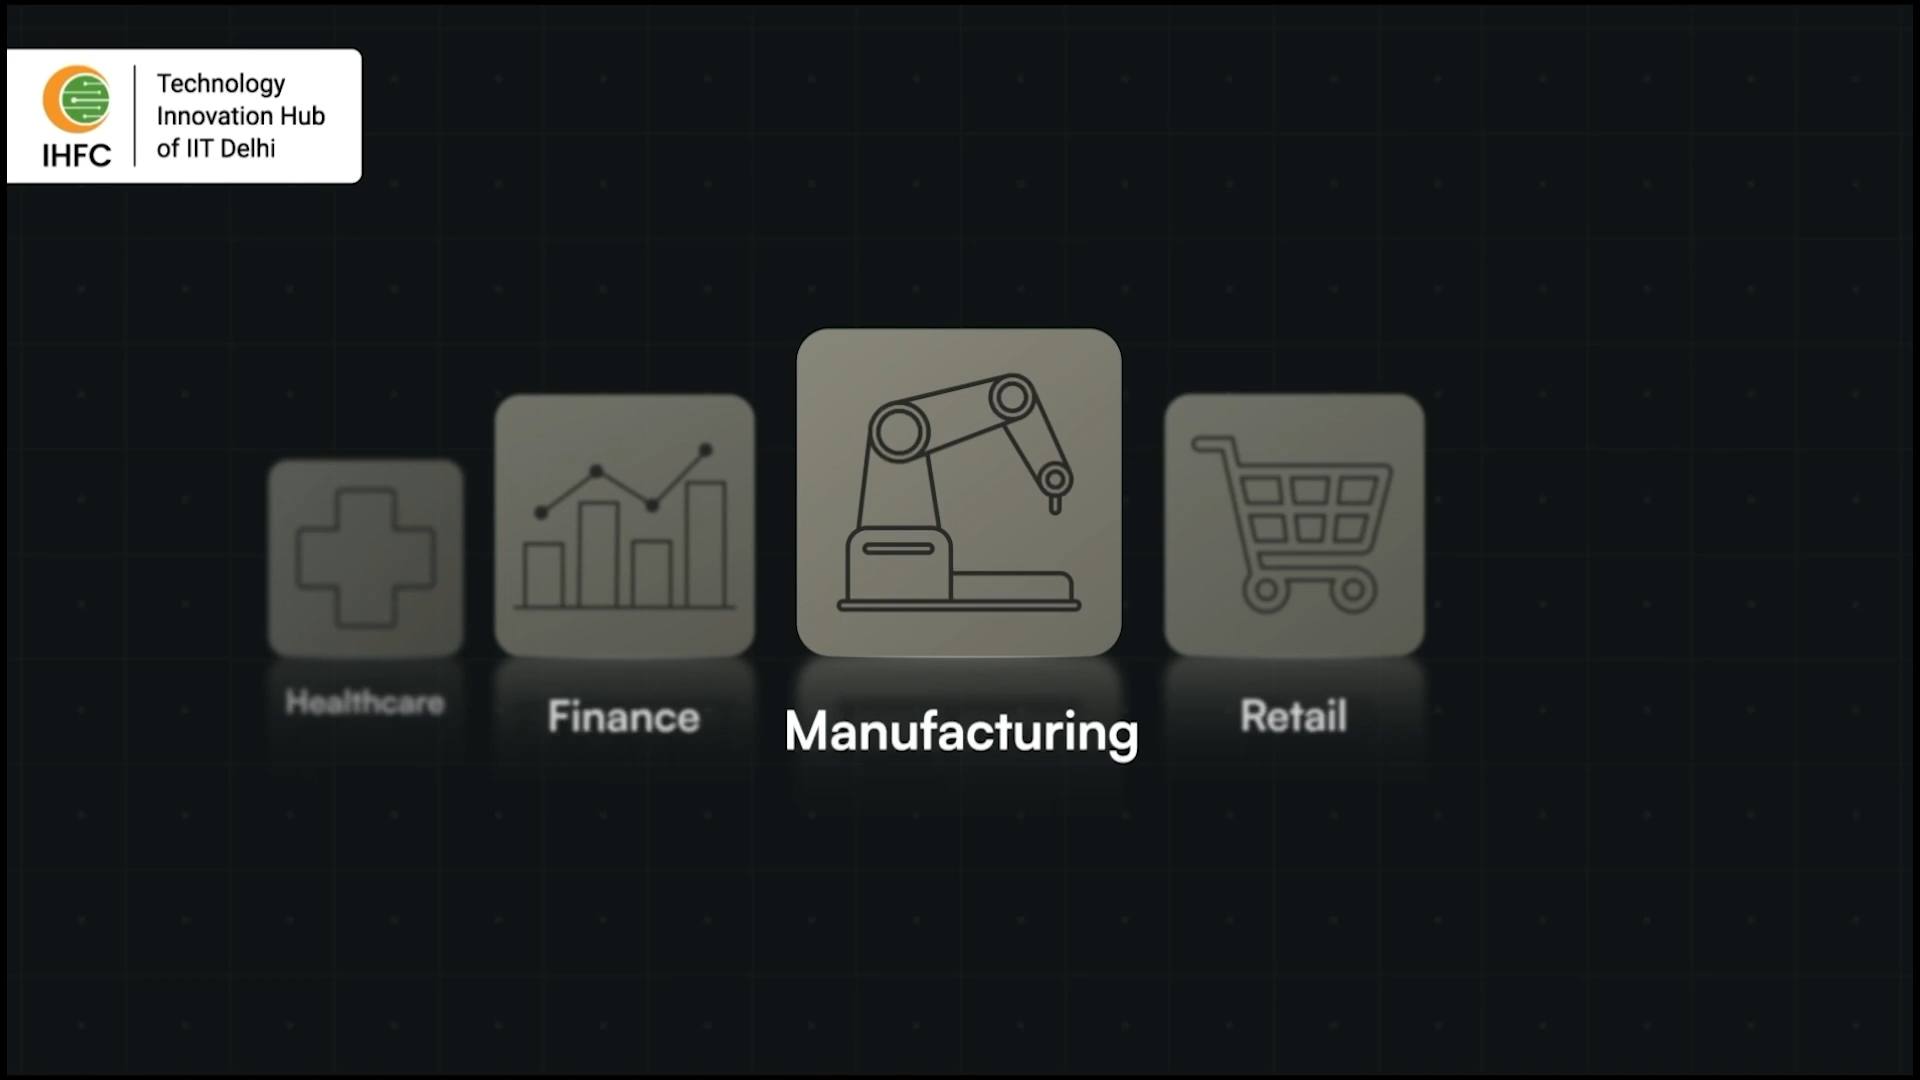 Technology
Innovation Hub
of IIT Delhi
IHFC
Healthcare
Finance
Manufacturing
Retail